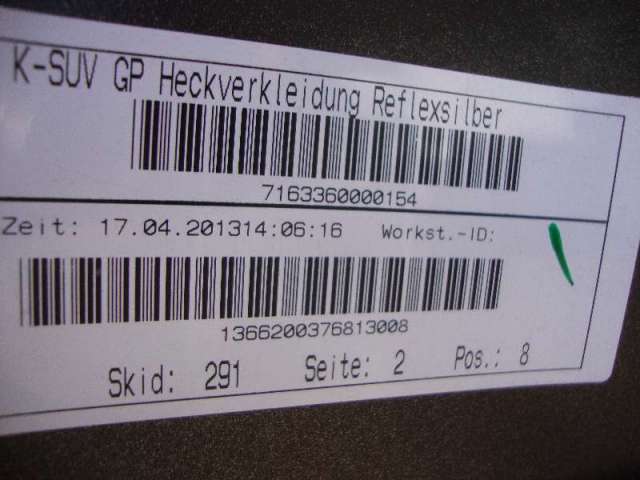 K-SUV GP Heckverkleidung Reflexsilber
7163360000154
Zeit: 17.04.201314:06:16 Workst.-ID:
1366200376813008
Skid: 291 Seite: 2 Pos.: 8